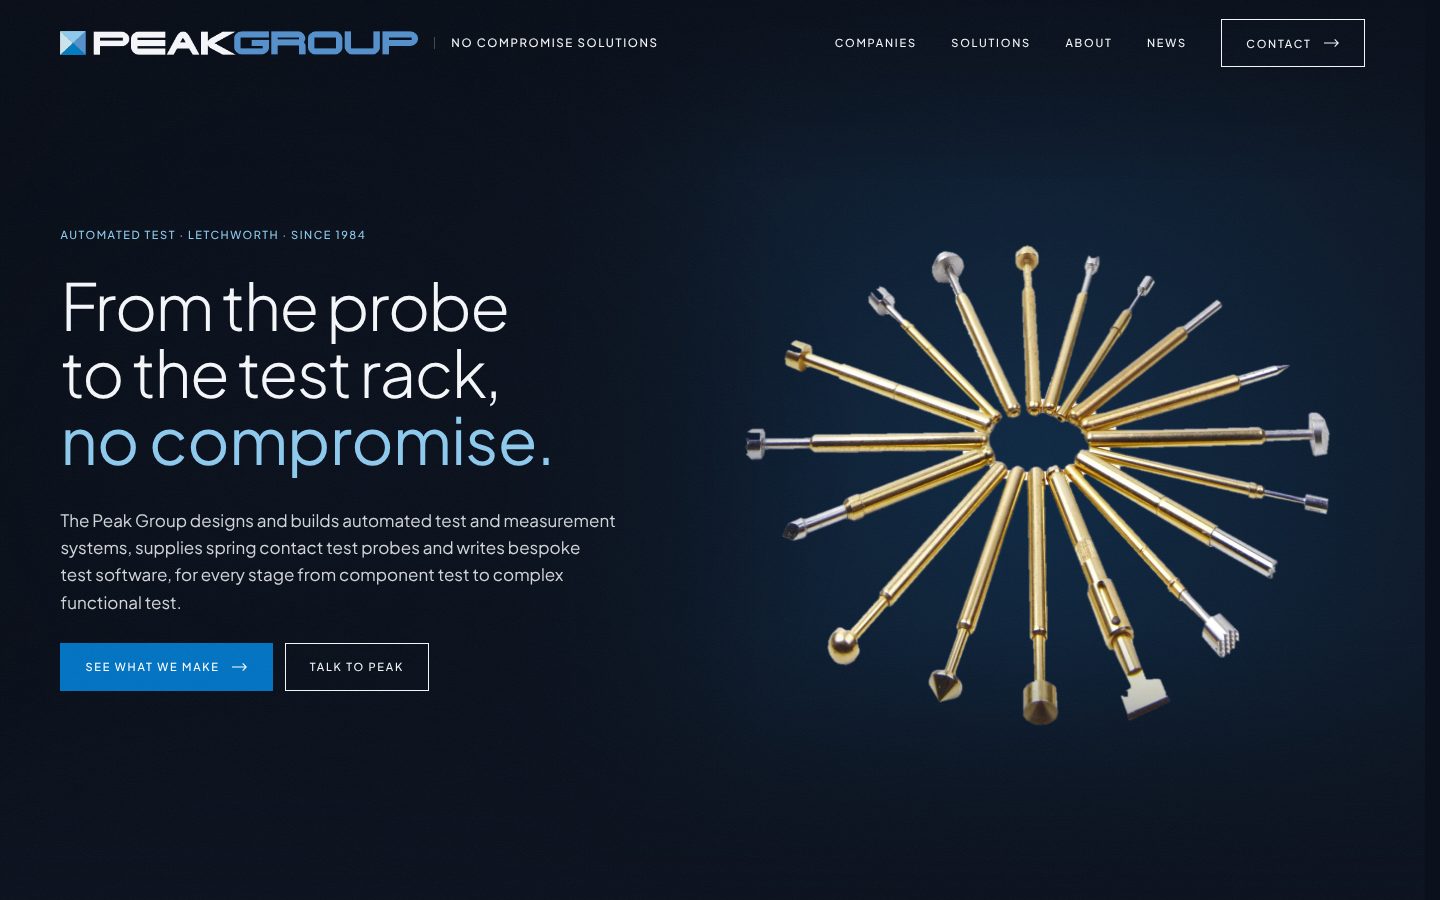 PEAKGROUP
NO COMPROMISE SOLUTIONS
COMPANIES
SOLUTIONS
ABOUT
NEWS
CONTACT →
AUTOMATED TEST · LETCHWORTH · SINCE 1984
From the probe
to the test rack,
no compromise.
The Peak Group designs and builds automated test and measurement
systems, supplies spring contact test probes and writes bespoke
test software, for every stage from component test to complex
functional test.
SEE WHAT WE MAKE →
TALK TO PEAK